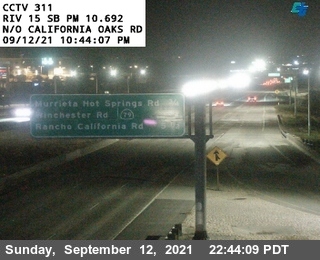 CCTV 311
RIV 15 SB PM 10.692
N/O CALIFORNIA OAKS RD
09/12/21 10:44:07 PM
Murrieta Hot Springs Rd
Winchester Rd 79
Rancho California Rd
Sunday, September 12, 2021 22:44:09 PDT